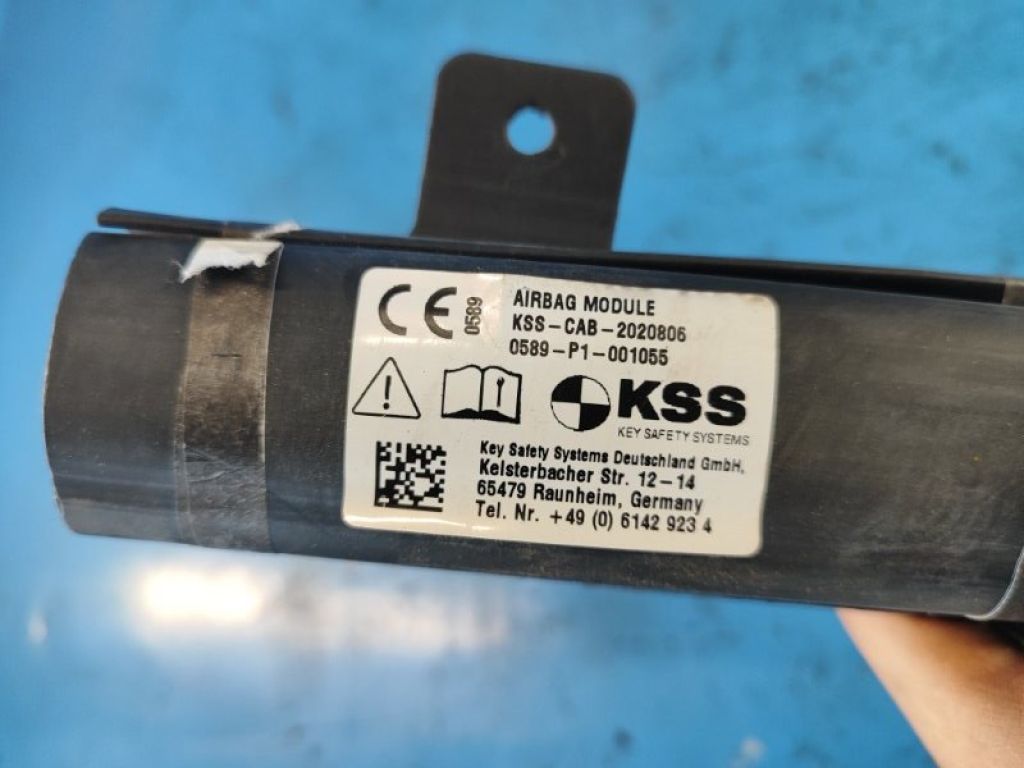 CE 0589
AIRBAG MODULE
KSS-CAB-2020806
0589-P1-001055
KSS
KEY SAFETY SYSTEMS
Key Safety Systems Deutschland GmbH,
Kelsterbacher Str. 12-14
65479 Raunheim, Germany
Tel. Nr. +49 (0) 6142 923 4